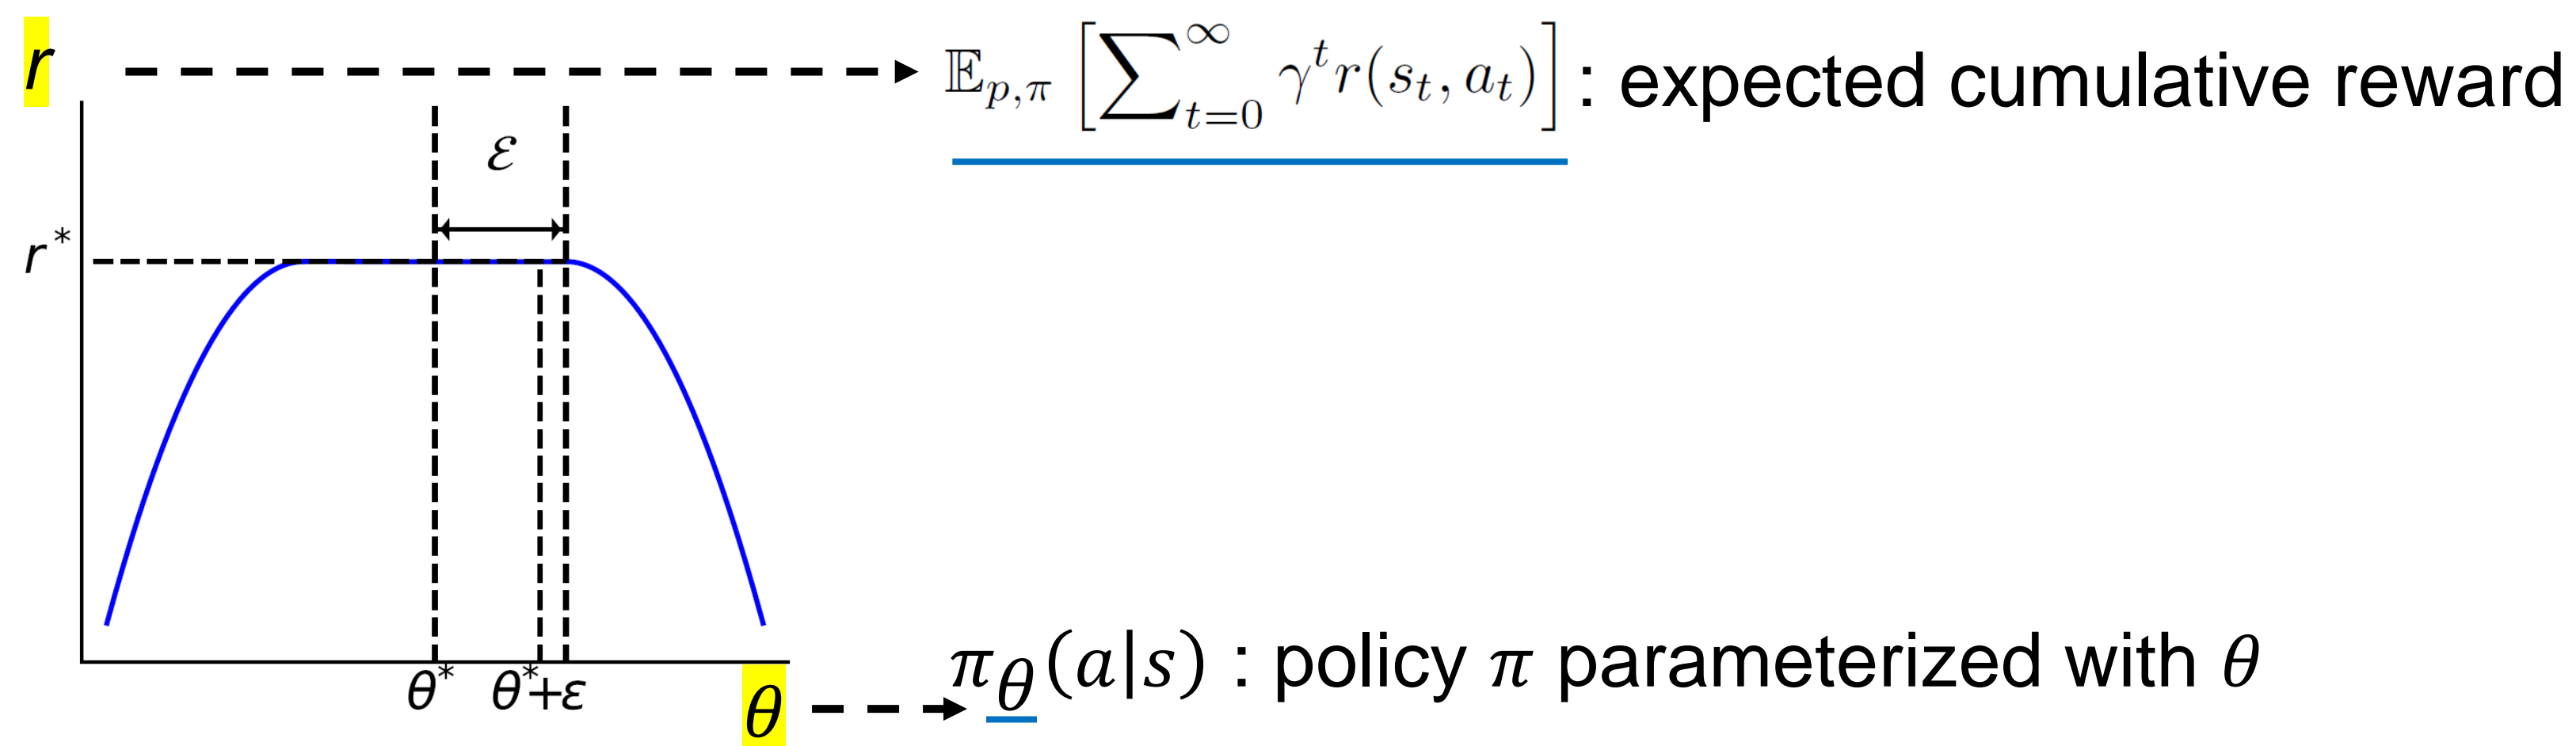 r
𝔼_{p,π} [∑_{t=0}^{∞} γ^t r(s_t, a_t)] : expected cumulative reward
ℰ
r*
θ* θ*+ε
θ
π_θ(a|s) : policy π parameterized with θ